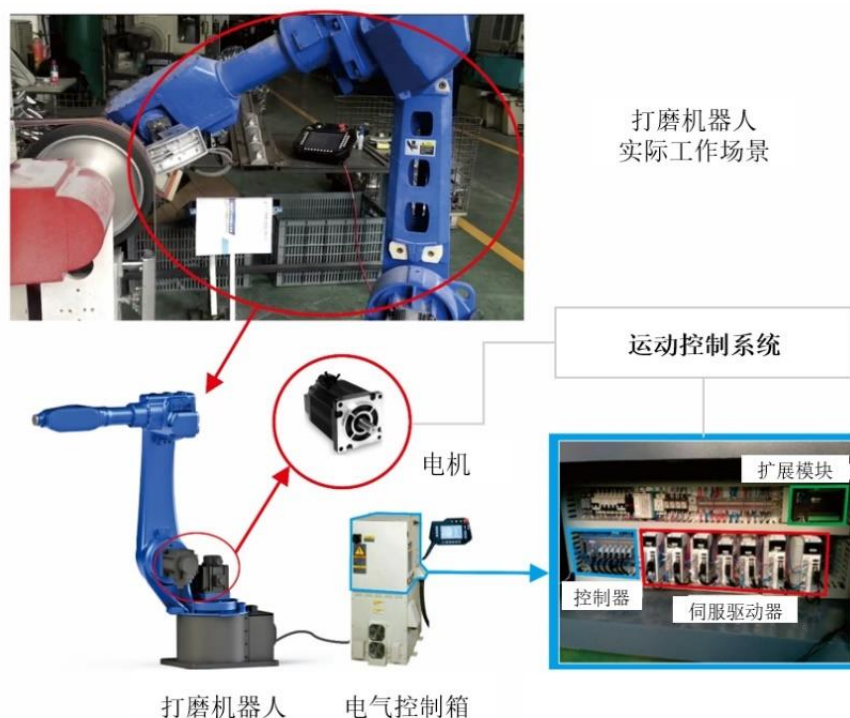 打磨机器人
实际工作场景
运动控制系统
电机
扩展模块
控制器
伺服驱动器
打磨机器人
电气控制箱